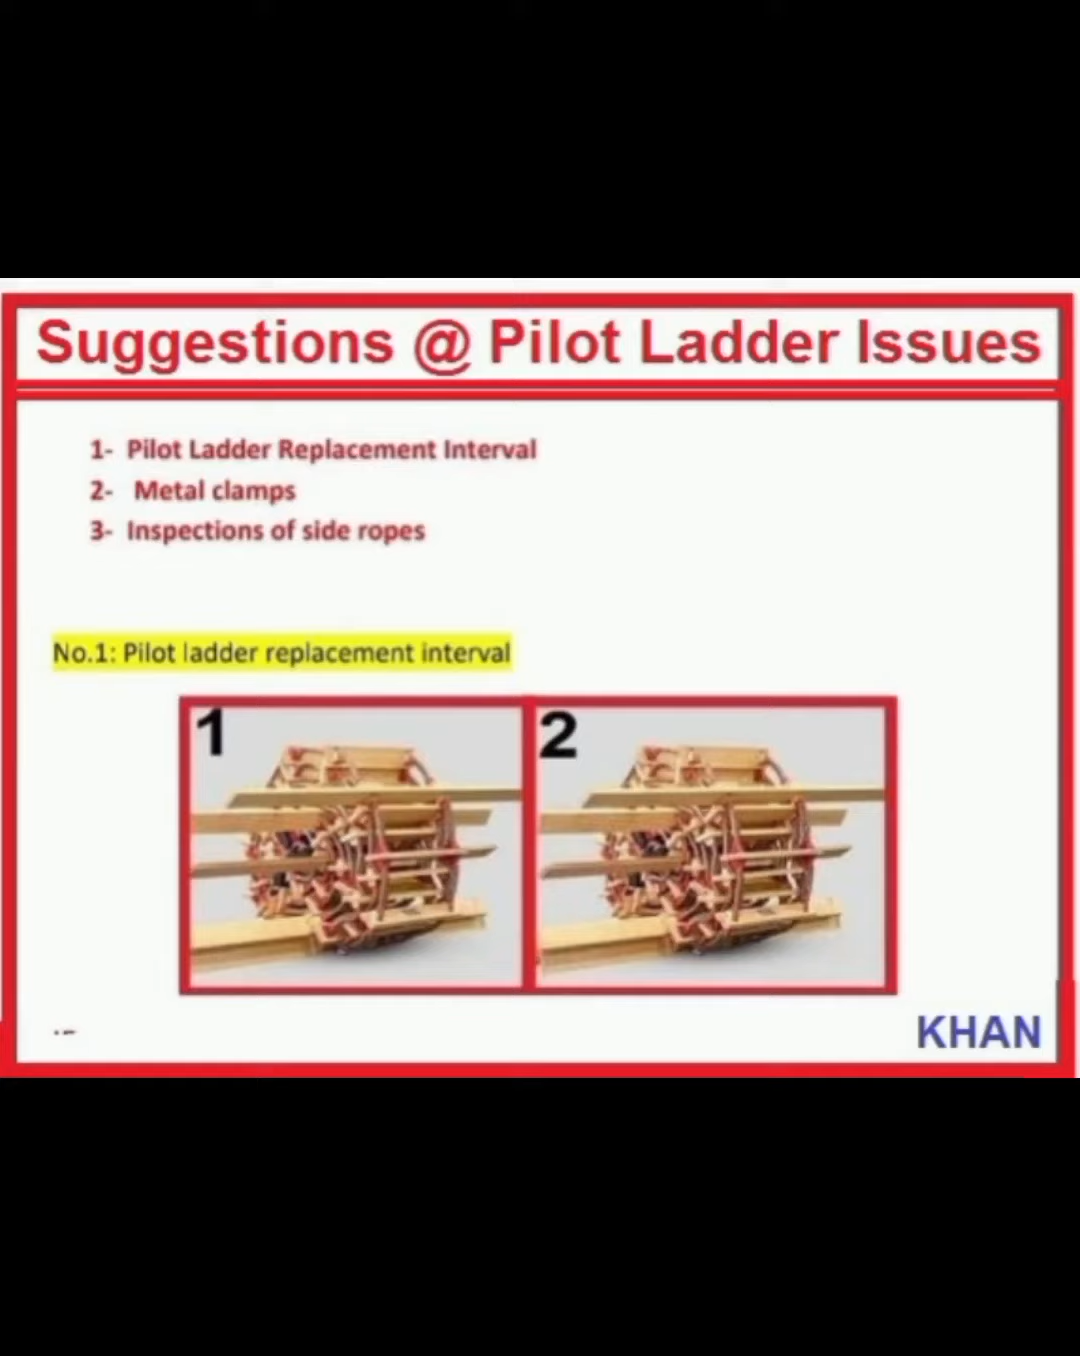 Suggestions @ Pilot Ladder Issues
1- Pilot Ladder Replacement Interval
2- Metal clamps
3- Inspections of side ropes
No.1: Pilot ladder replacement interval
1
2
KHAN